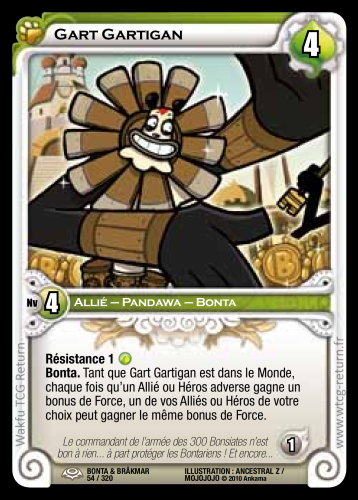 Gart Gartigan
4
Nv 4 Allié – Pandawa – Bonta
Résistance 1
Bonta. Tant que Gart Gartigan est dans le Monde,
chaque fois qu'un Allié ou Héros adverse gagne un
bonus de Force, un de vos Alliés ou Héros de votre
choix peut gagner le même bonus de Force.
Le commandant de l'armée des 300 Bonsiates n'est
bon à rien... à part protéger les Bontariens ! Et encore...
1
BONTA & BRÂKMAR
54 / 320
ILLUSTRATION : ANCESTRAL Z /
MOJOJOJO © 2010 Ankama
Wakfu TCG Return
www.wtcg-return.fr